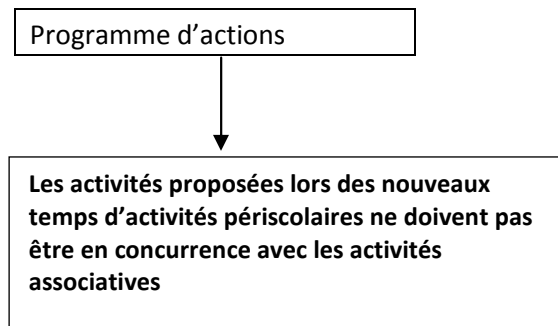 Programme d’actions
Les activités proposées lors des nouveaux
temps d’activités périscolaires ne doivent pas
être en concurrence avec les activités
associatives